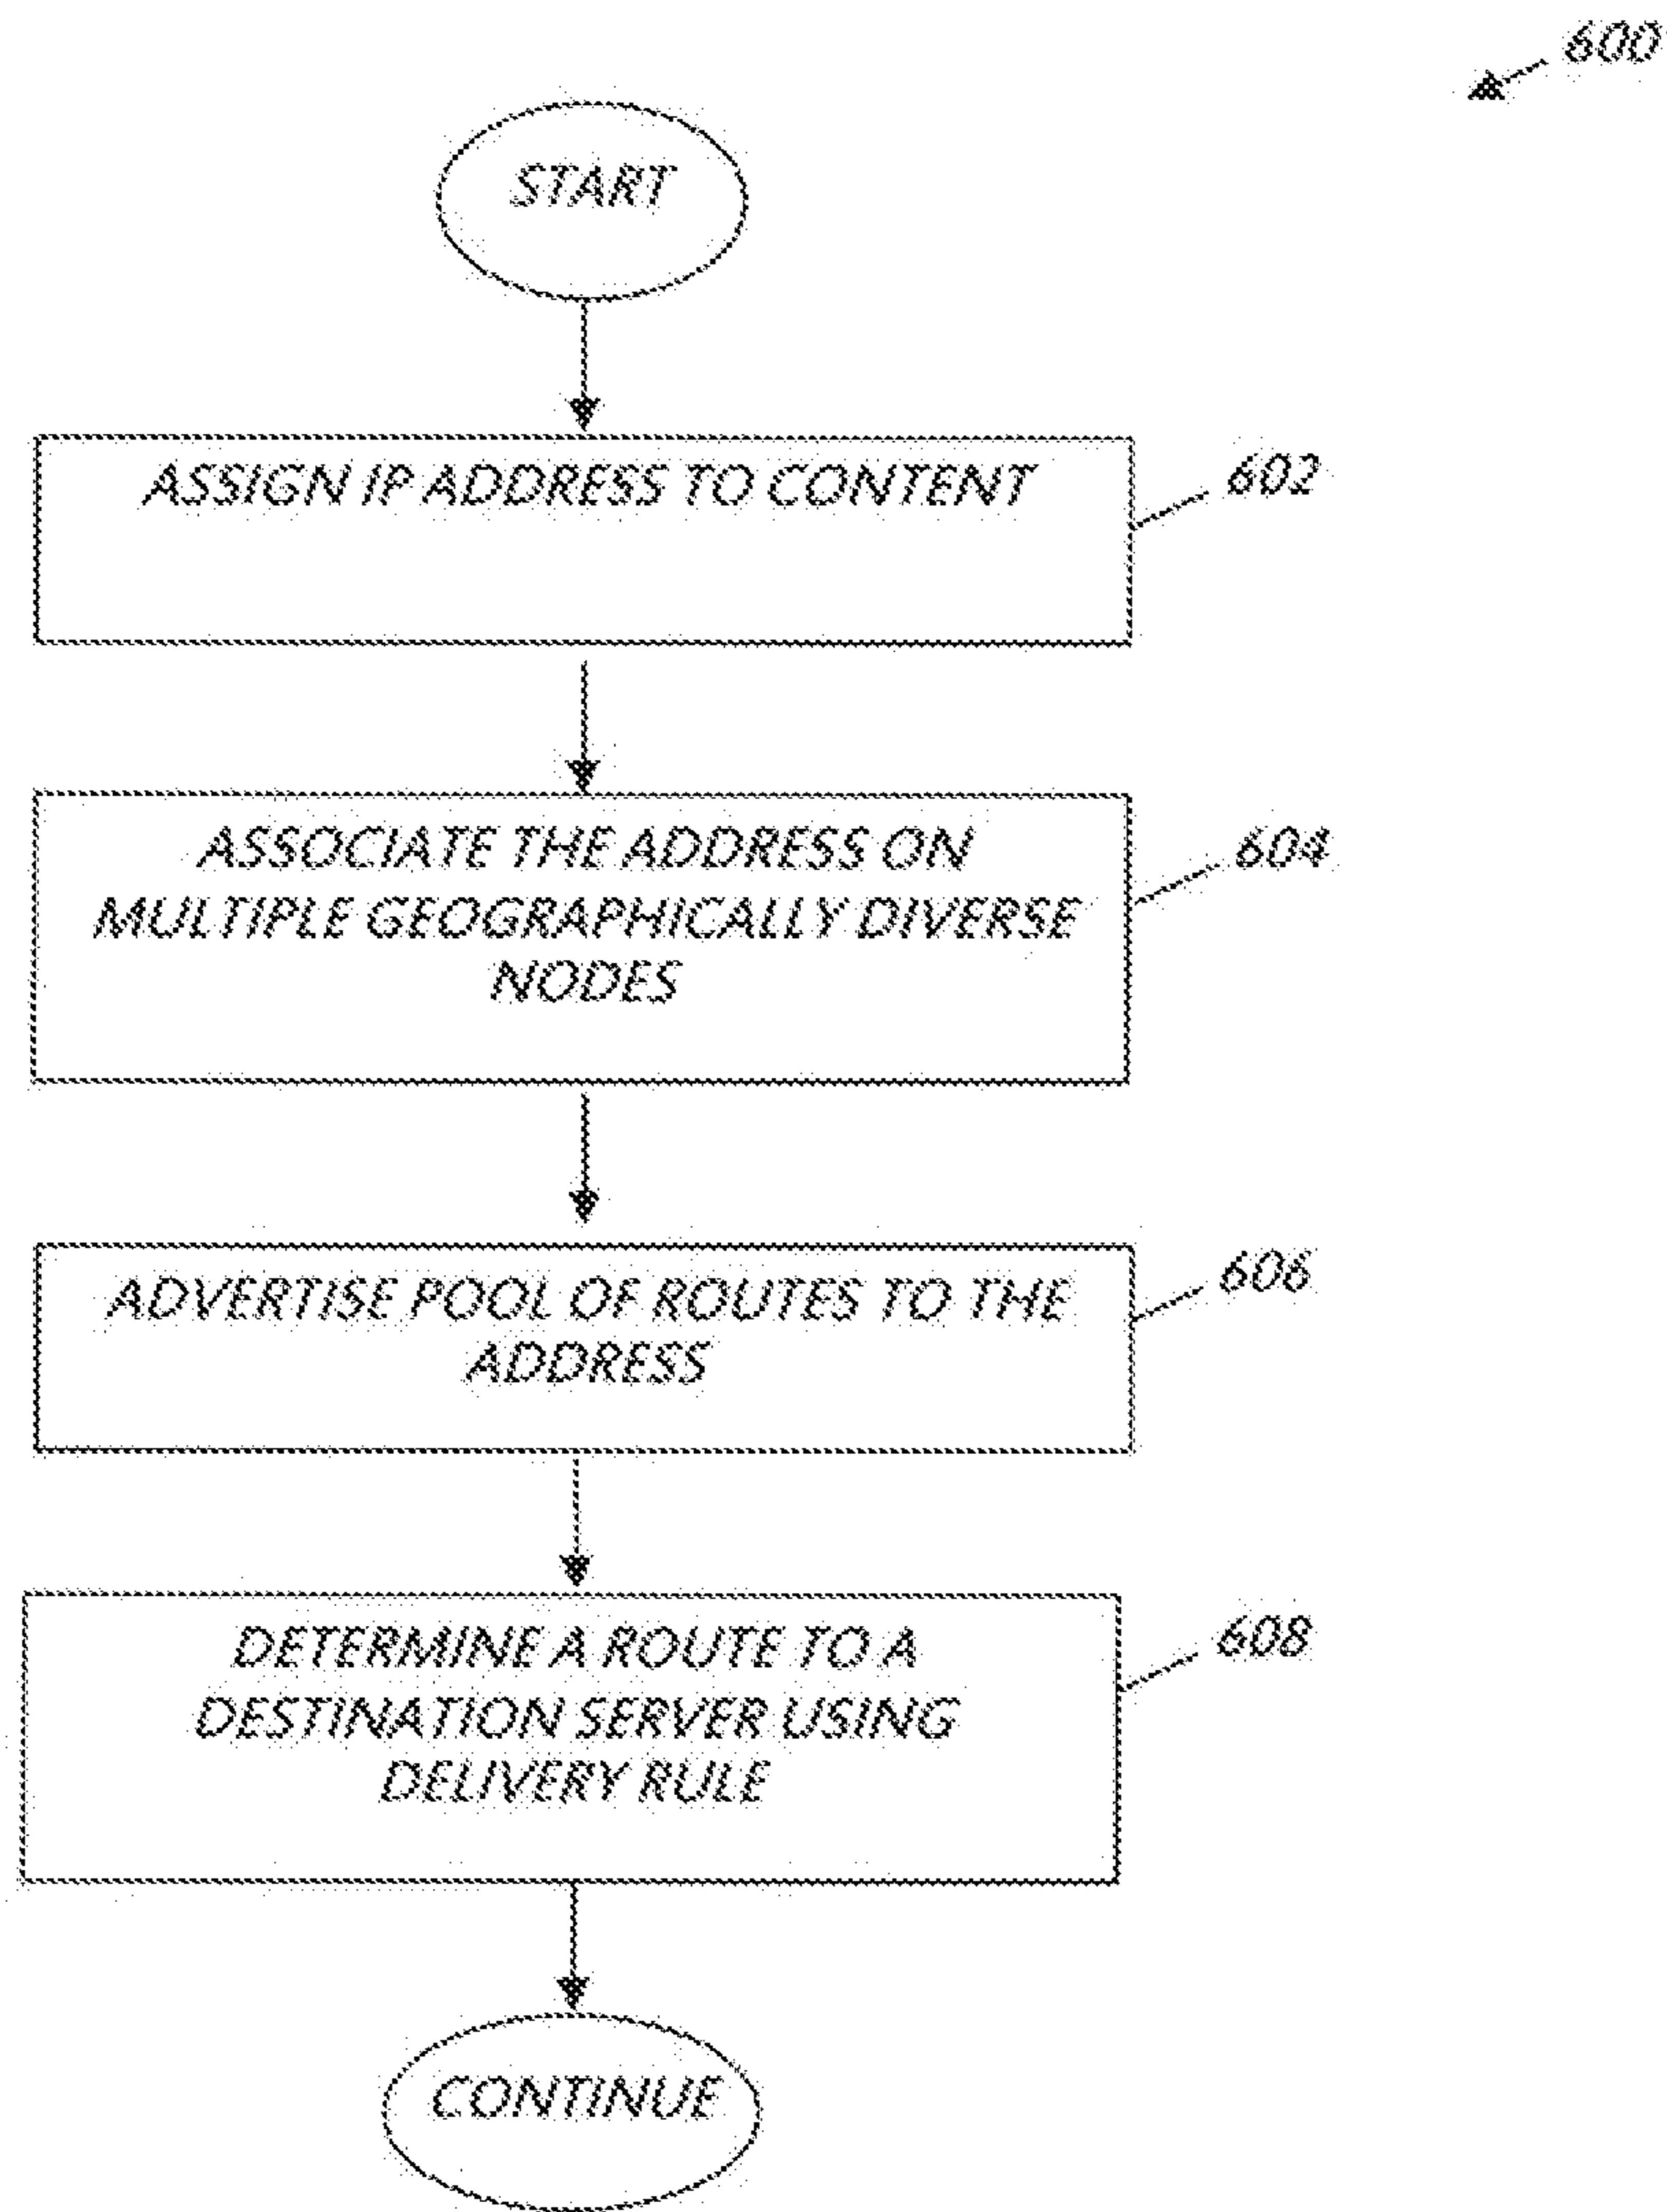 600
START
ASSIGN IP ADDRESS TO CONTENT
602
ASSOCIATE THE ADDRESS ON
MULTIPLE GEOGRAPHICALLY DIVERSE
NODES
604
ADVERTISE POOL OF ROUTES TO THE
ADDRESS
606
DETERMINE A ROUTE TO A
DESTINATION SERVER USING
DELIVERY RULE
608
CONTINUE